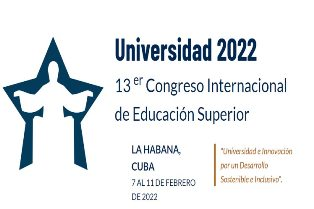 Universidad 2022
13 er Congreso Internacional
de Educación Superior
LA HABANA,
CUBA
7 AL 11 DE FEBRERO
DE 2022
"Universidad e Innovación
por un Desarrollo
Sostenible e Inclusivo".